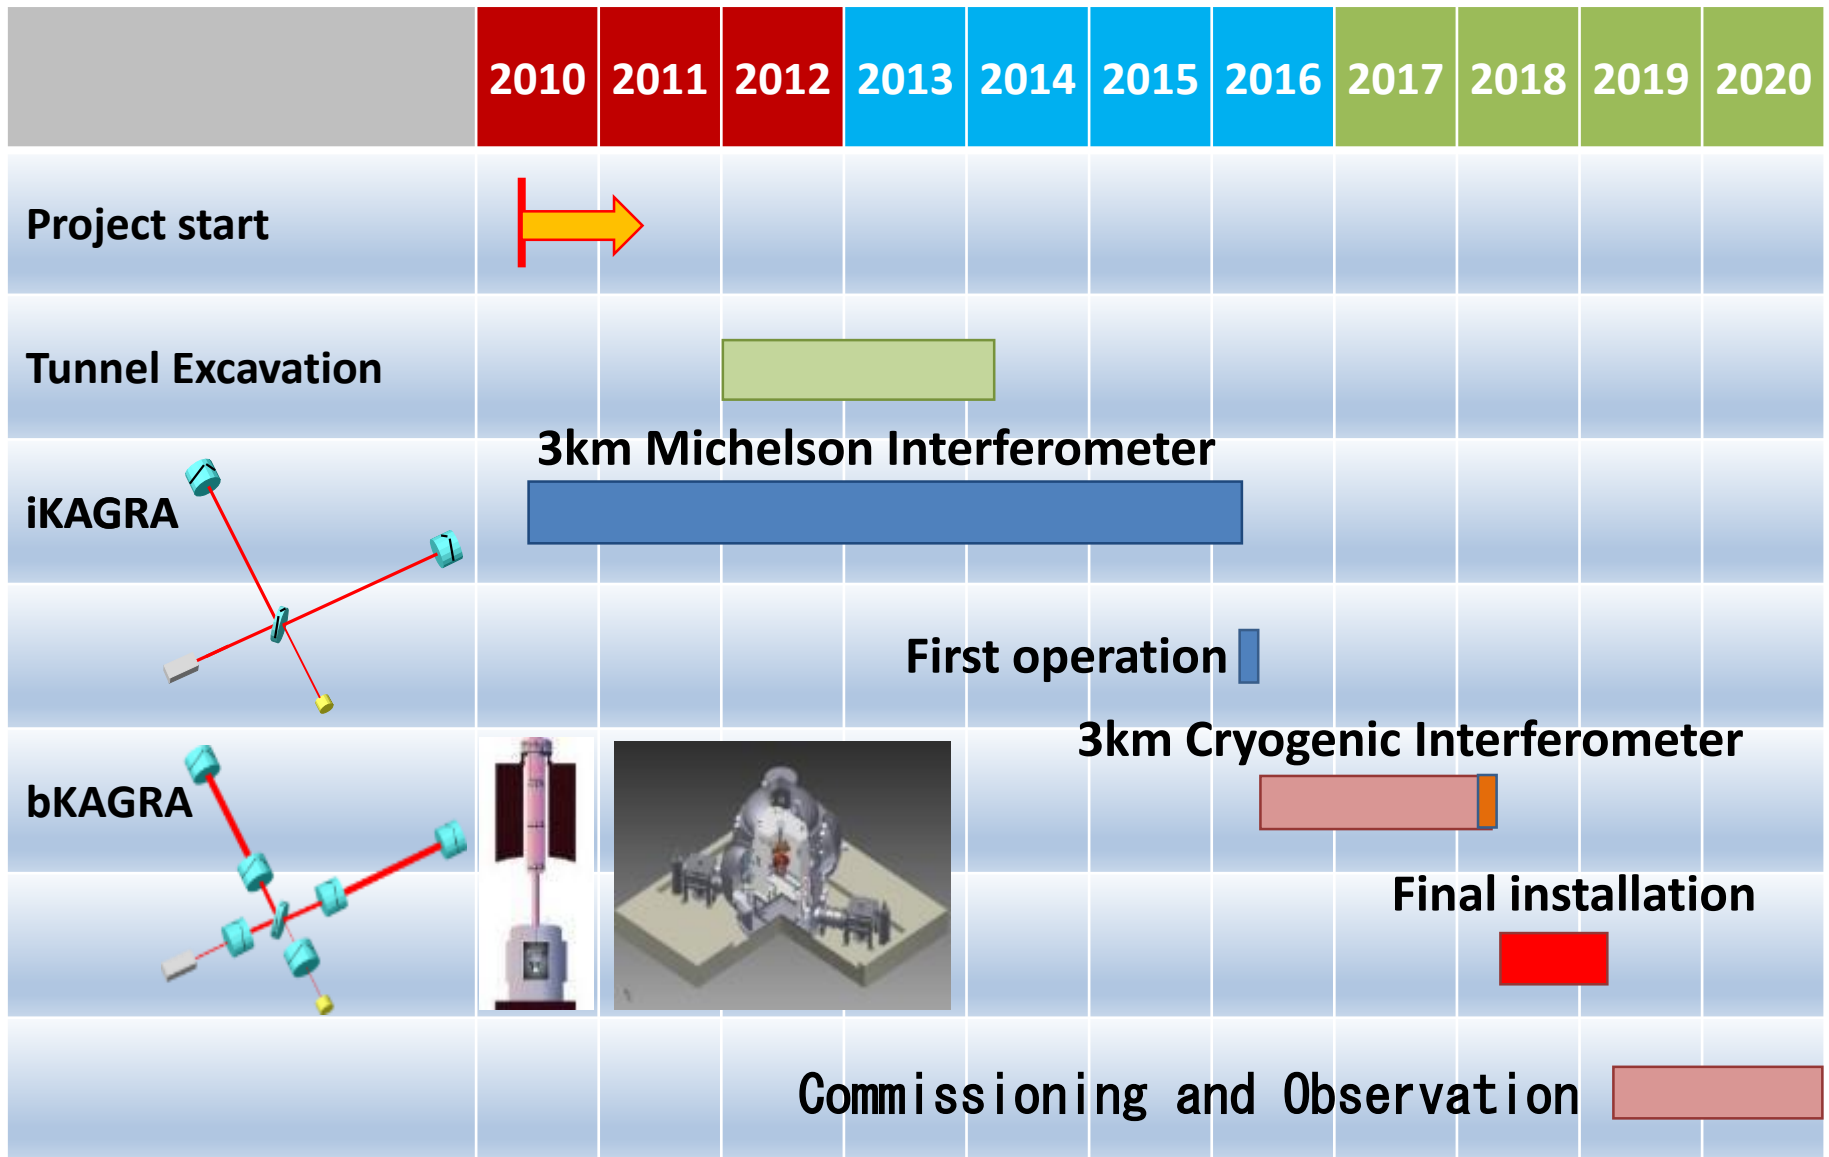 2010 2011 2012 2013 2014 2015 2016 2017 2018 2019 2020
Project start
Tunnel Excavation
3km Michelson Interferometer
iKAGRA
First operation
3km Cryogenic Interferometer
bKAGRA
Final installation
Commissioning and Observation